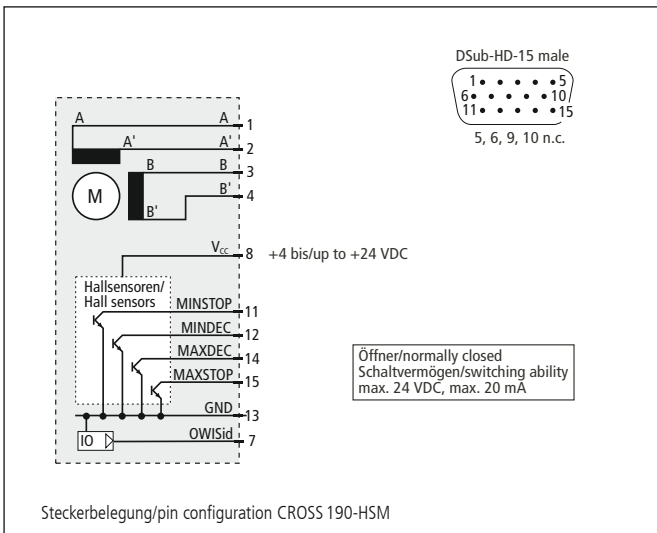 DSub-HD-15 male
1 5
6 10
11 15
5, 6, 9, 10 n.c.
A A 1
A' A' 2
B B 3
M
B' B' 4
Vcc 8 +4 bis/up to +24 VDC
Hallsensoren/
Hall sensors
MINSTOP 11
MINDEC 12
MAXDEC 14
MAXSTOP 15
GND 13
IO OWISid 7
Öffner/normally closed
Schaltvermögen/switching ability
max. 24 VDC, max. 20 mA
Steckerbelegung/pin configuration CROSS 190-HSM